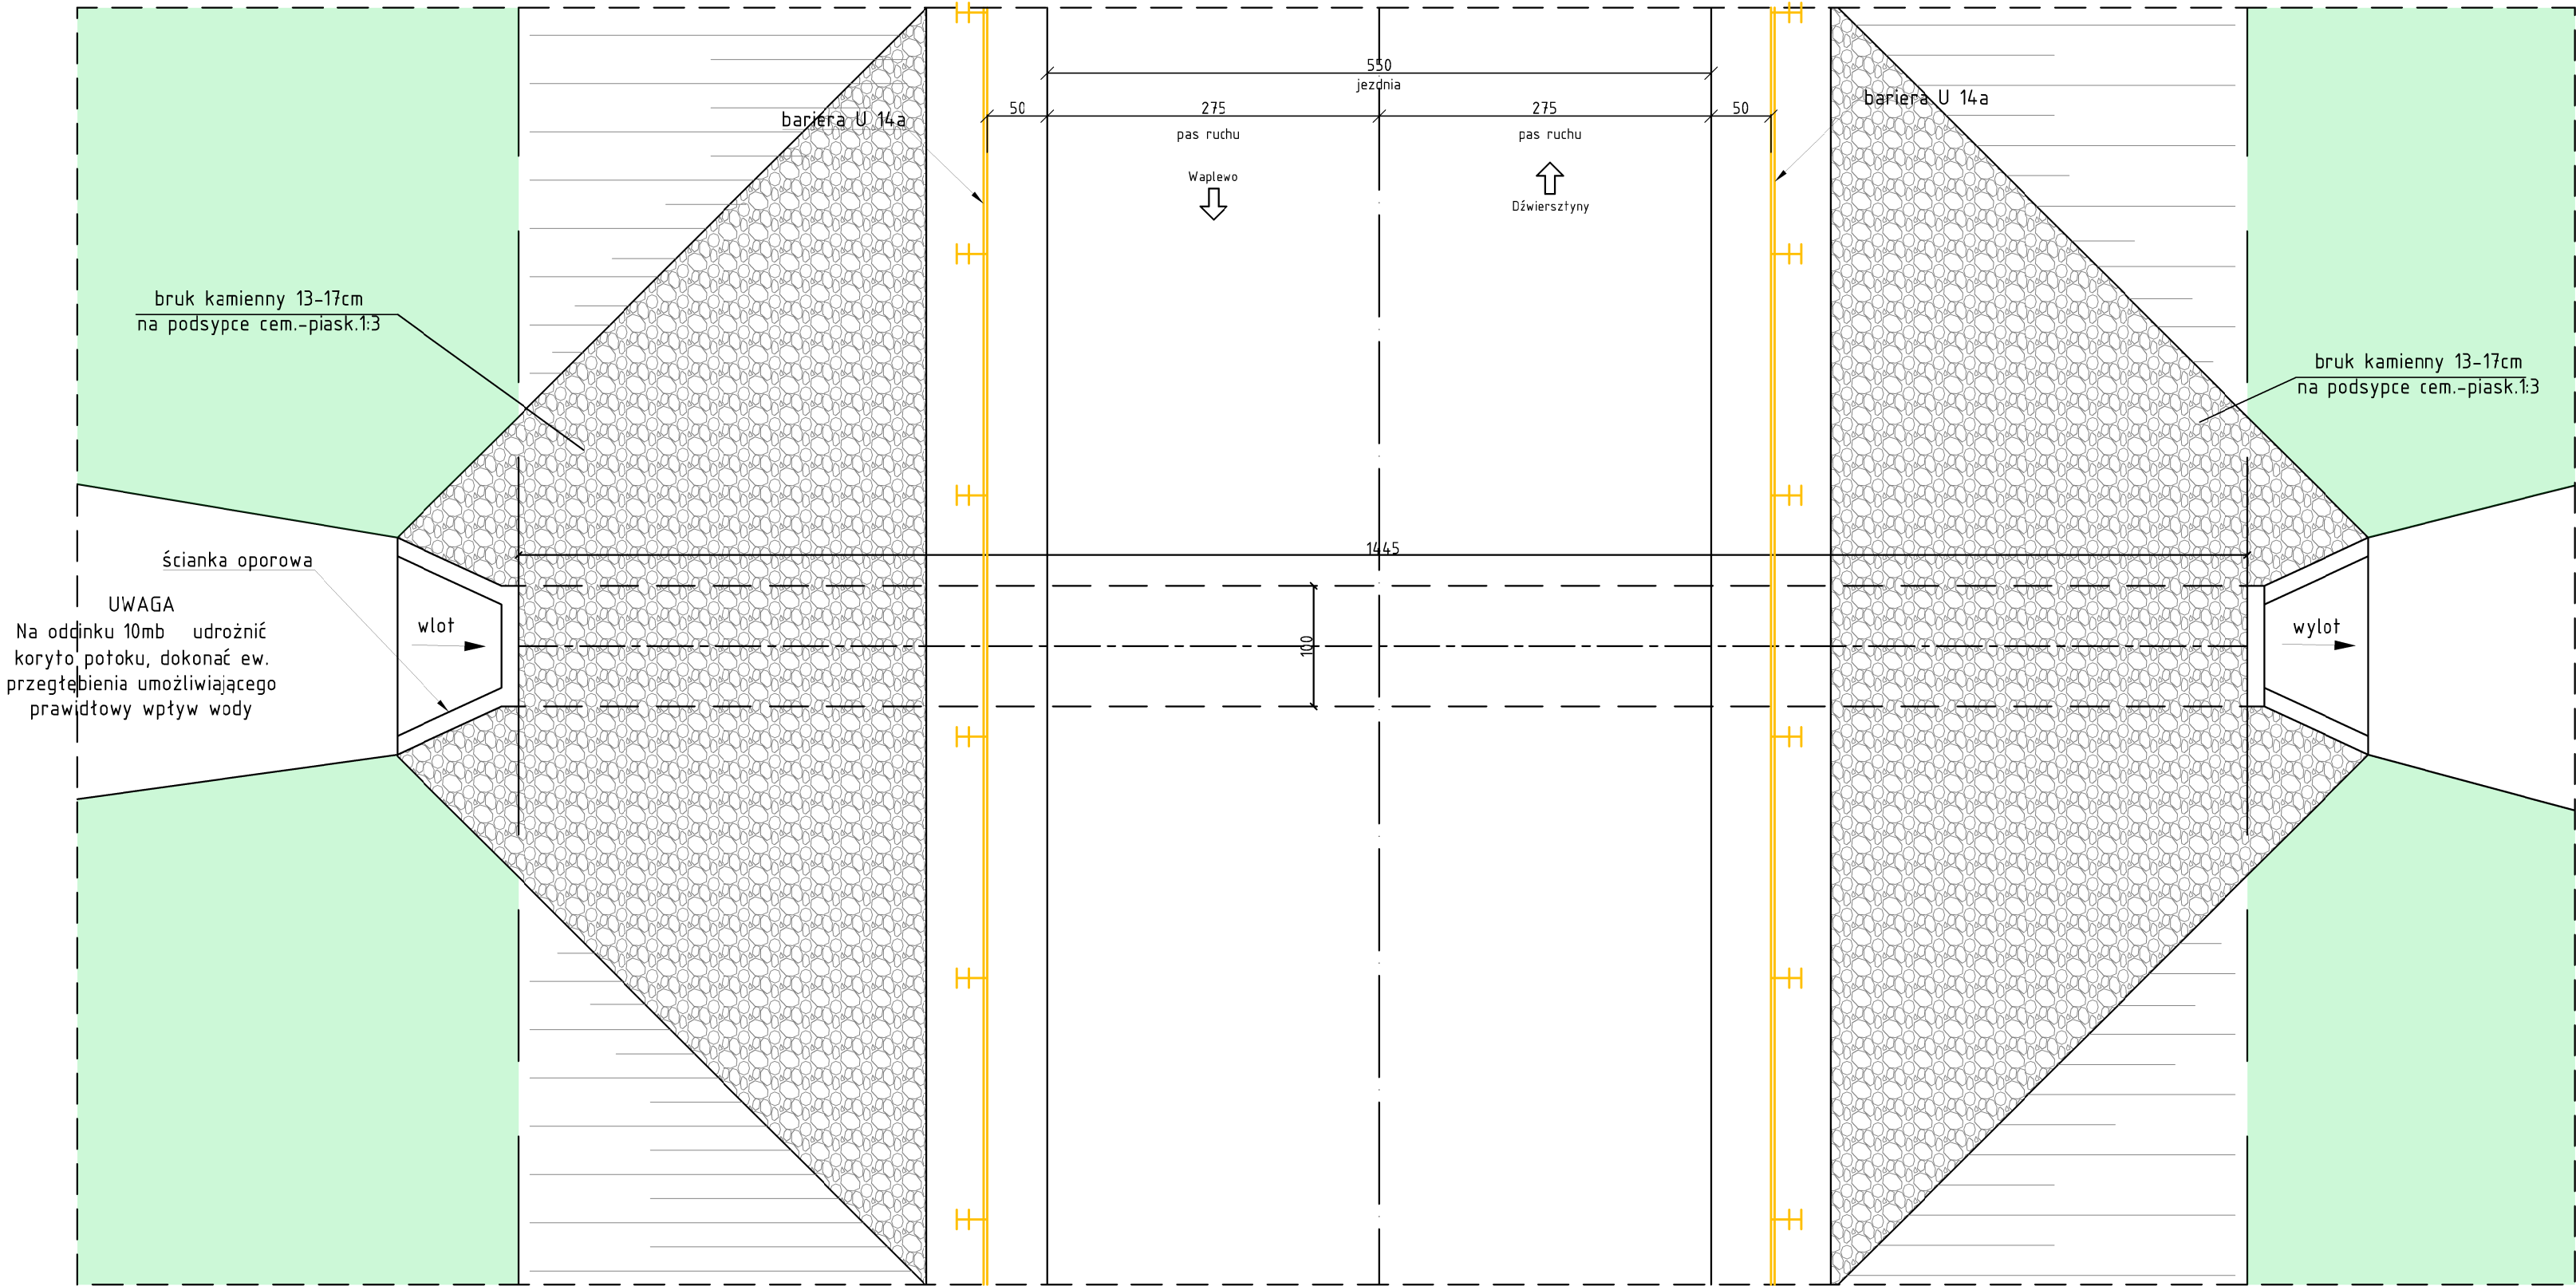 550
jezdnia
50
275
275
50
pas ruchu
pas ruchu
bariera U 14a
bariera U 14a
Waplewo
Dźwiersztyny
bruk kamienny 13-17cm
na podsypce cem.-piask.1:3
bruk kamienny 13-17cm
na podsypce cem.-piask.1:3
1445
100
ścianka oporowa
UWAGA
Na odcinku 10mb udrożnić
koryto potoku, dokonać ew.
przegłębienia umożliwiającego
prawidłowy wpływ wody
wlot
wylot